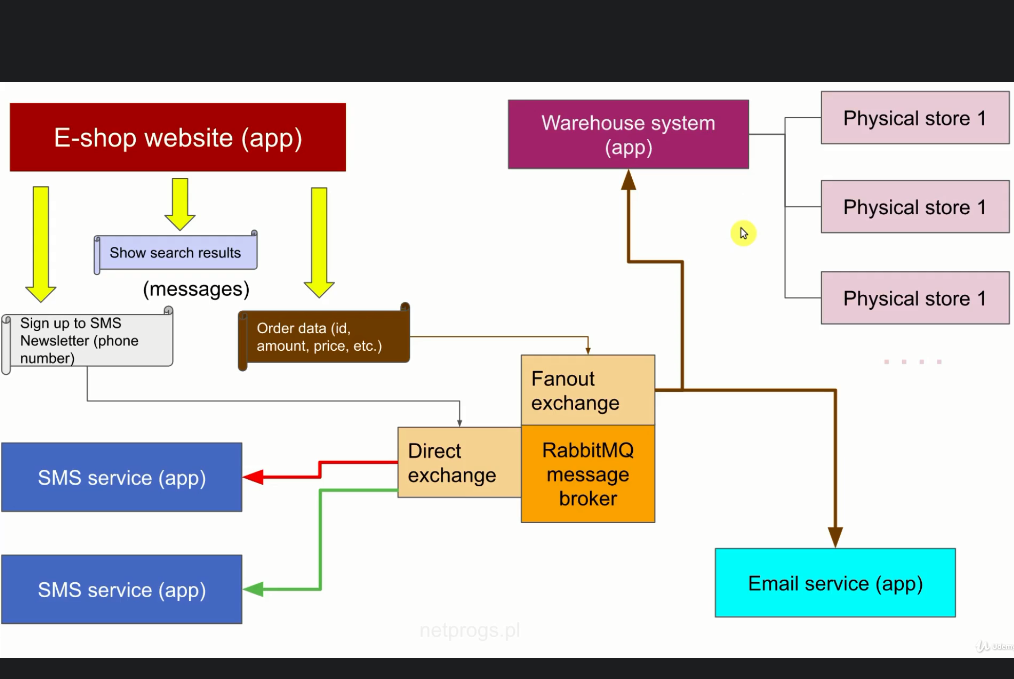 E-shop website (app)
Warehouse system
(app)
Physical store 1
Physical store 1
Physical store 1
Show search results
(messages)
Sign up to SMS
Newsletter (phone
number)
Order data (id,
amount, price, etc.)
Fanout
exchange
Direct
exchange
RabbitMQ
message
broker
SMS service (app)
SMS service (app)
Email service (app)
netprogs.pl
Udemy